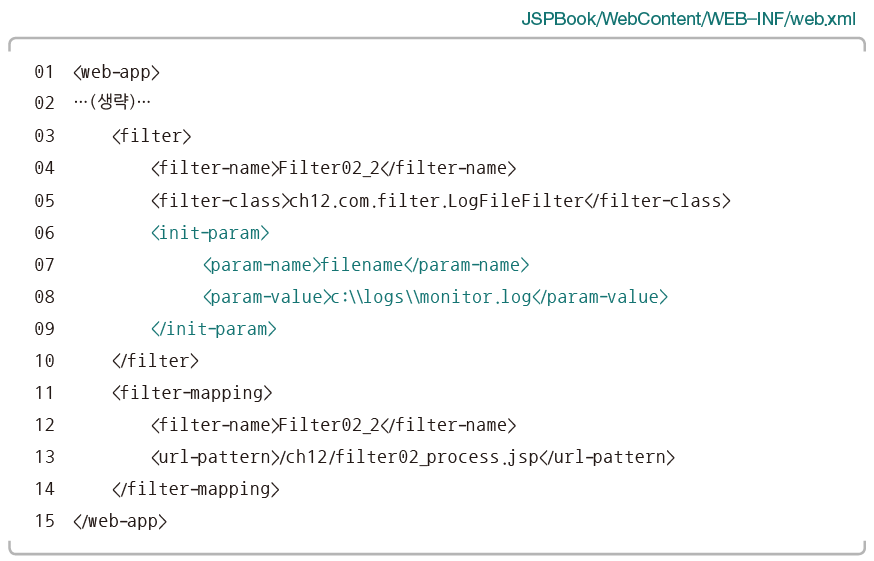 JSPBook/WebContent/WEB-INF/web.xml
01 <web-app>
02 …(생략)…
03 <filter>
04 <filter-name>Filter02_2</filter-name>
05 <filter-class>ch12.com.filter.LogFileFilter</filter-class>
06 <init-param>
07 <param-name>filename</param-name>
08 <param-value>c:\\logs\\monitor.log</param-value>
09 </init-param>
10 </filter>
11 <filter-mapping>
12 <filter-name>Filter02_2</filter-name>
13 <url-pattern>/ch12/filter02_process.jsp</url-pattern>
14 </filter-mapping>
15 </web-app>